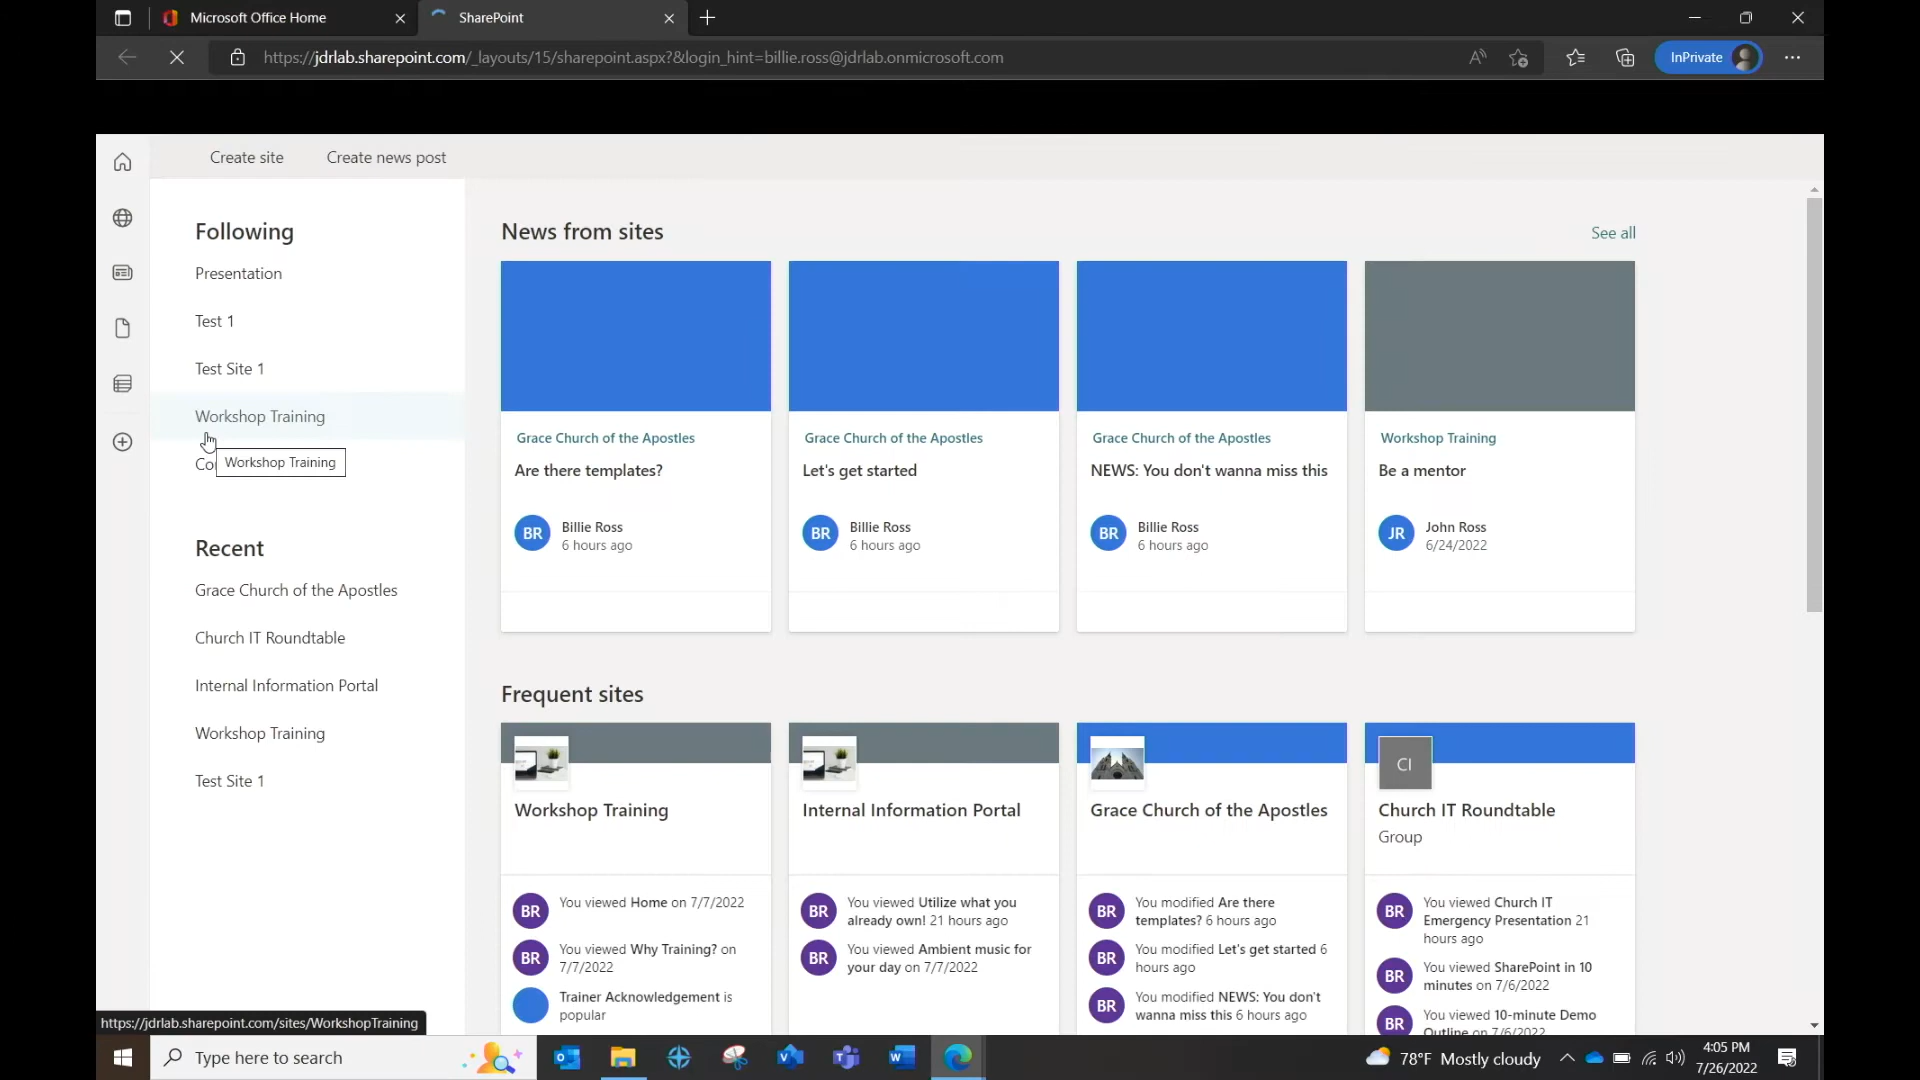 Microsoft Office Home
SharePoint
https://jdrlab.sharepoint.com/_layouts/15/sharepoint.aspx?&login_hint=billie.ross@jdrlab.onmicrosoft.com
InPrivate
Create site
Create news post
Following
Presentation
Test 1
Test Site 1
Workshop Training
Workshop Training
Recent
Grace Church of the Apostles
Church IT Roundtable
Internal Information Portal
Workshop Training
Test Site 1
News from sites
See all
Grace Church of the Apostles
Are there templates?
BR
Billie Ross
6 hours ago
Grace Church of the Apostles
Let's get started
BR
Billie Ross
6 hours ago
Grace Church of the Apostles
NEWS: You don't wanna miss this
BR
Billie Ross
6 hours ago
Workshop Training
Be a mentor
JR
John Ross
6/24/2022
Frequent sites
Workshop Training
BR
You viewed Home on 7/7/2022
BR
You viewed Why Training? on
7/7/2022
Trainer Acknowledgement is
popular
Internal Information Portal
BR
You viewed Utilize what you
already own! 21 hours ago
BR
You viewed Ambient music for
your day on 7/7/2022
Grace Church of the Apostles
BR
You modified Are there
templates? 6 hours ago
BR
You modified Let's get started 6
hours ago
BR
You modified NEWS: You don't
wanna miss this 6 hours ago
CI
Church IT Roundtable
Group
BR
You viewed Church IT
Emergency Presentation 21
hours ago
BR
You viewed SharePoint in 10
minutes on 7/6/2022
BR
You viewed 10-minute Demo
Outline on 7/6/2022
https://jdrlab.sharepoint.com/sites/WorkshopTraining
Type here to search
78°F Mostly cloudy
4:05 PM
7/26/2022